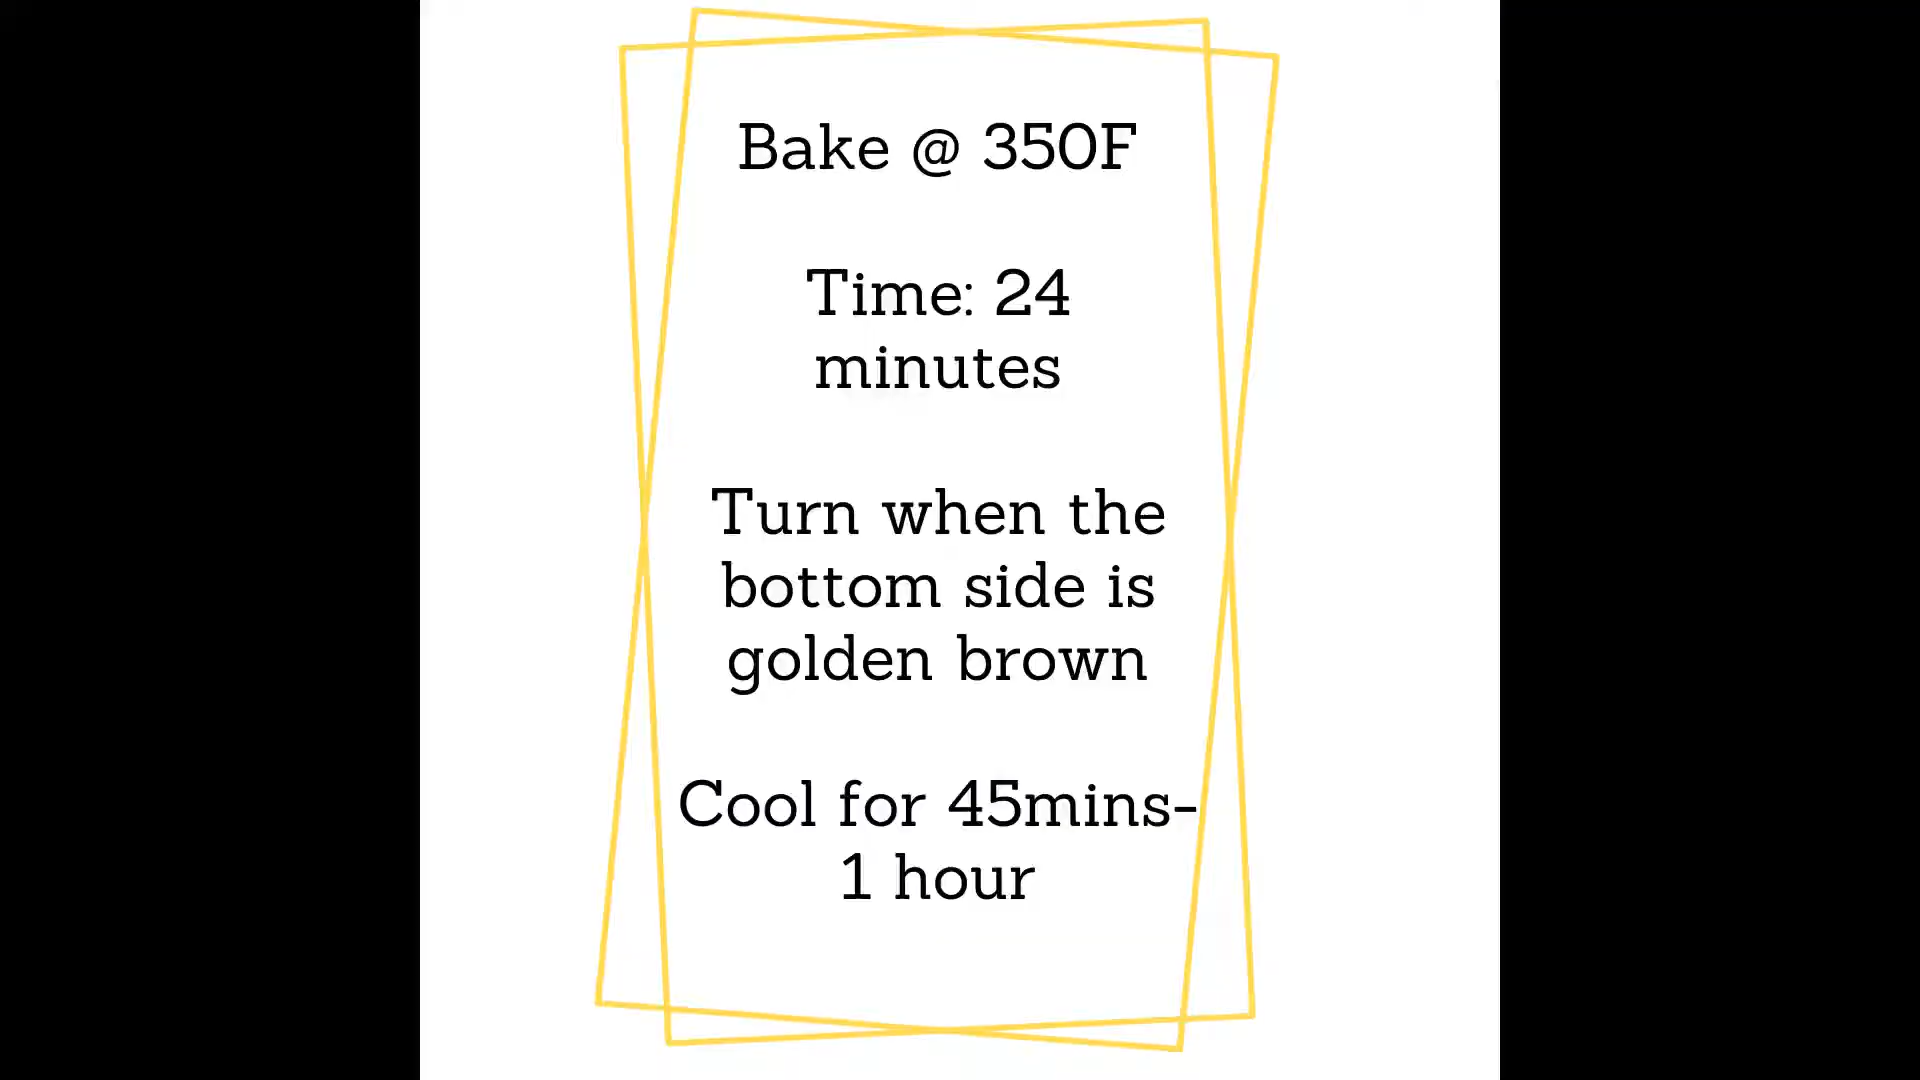 Bake @ 350F
Time: 24
minutes
Turn when the
bottom side is
golden brown
Cool for 45mins-
1 hour